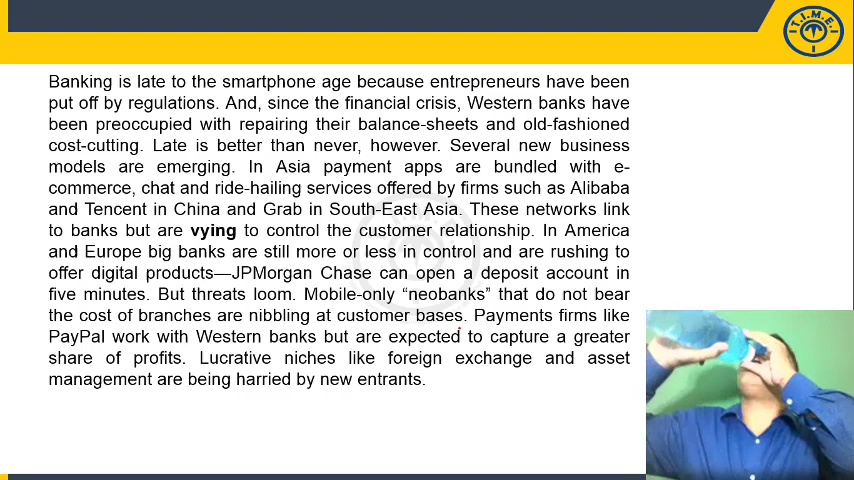 T.I.M.E.
Banking is late to the smartphone age because entrepreneurs have been
put off by regulations. And, since the financial crisis, Western banks have
been preoccupied with repairing their balance-sheets and old-fashioned
cost-cutting. Late is better than never, however. Several new business
models are emerging. In Asia payment apps are bundled with e-
commerce, chat and ride-hailing services offered by firms such as Alibaba
and Tencent in China and Grab in South-East Asia. These networks link
to banks but are vying to control the customer relationship. In America
and Europe big banks are still more or less in control and are rushing to
offer digital products—JPMorgan Chase can open a deposit account in
five minutes. But threats loom. Mobile-only “neobanks” that do not bear
the cost of branches are nibbling at customer bases. Payments firms like
PayPal work with Western banks but are expected to capture a greater
share of profits. Lucrative niches like foreign exchange and asset
management are being harried by new entrants.